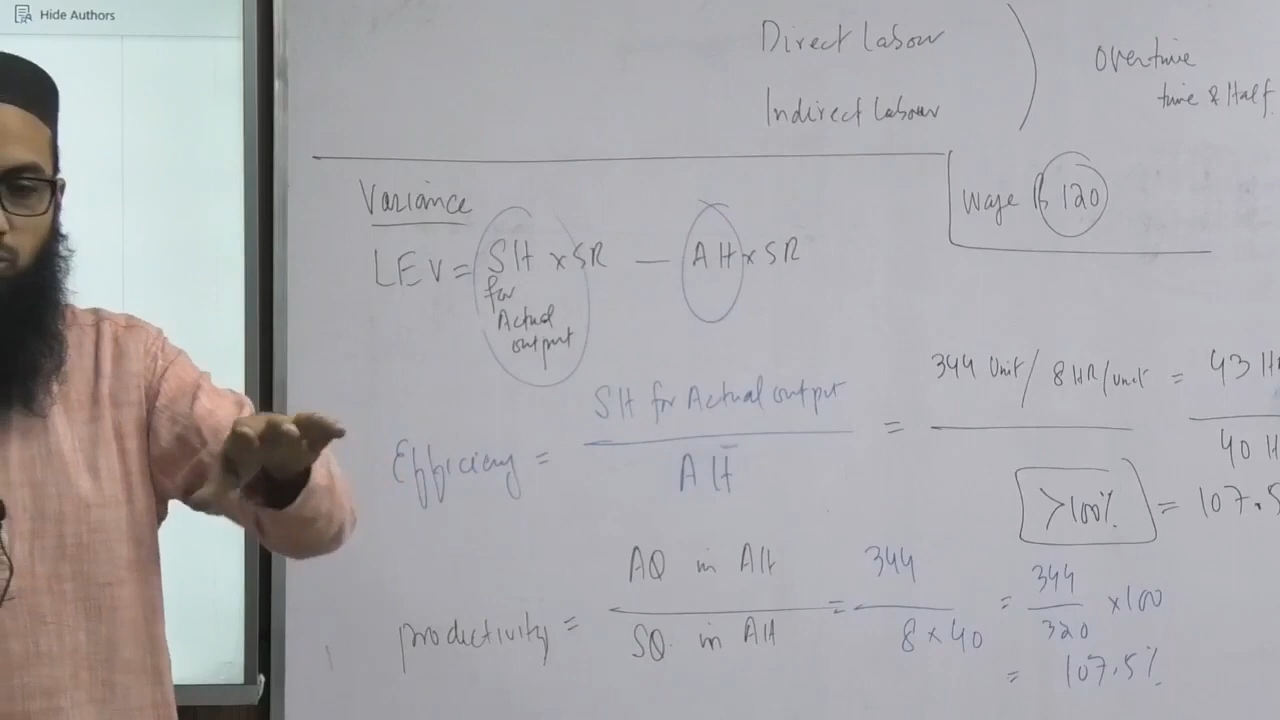 Hide Authors
Direct Labour
Indirect Labour
overtime
time & Half
Wage 120
Variance
LEV = SH × SR — AH × SR
for
Actual
output
Efficiency = SH for Actual output / AH = 344 Unit / 8 HR/unit = 43 H / 40 H
>100% = 107.5
productivity = AQ in AH / SQ in AH = 344 / 8 × 40 = 344 / 320 × 100
= 107.5%